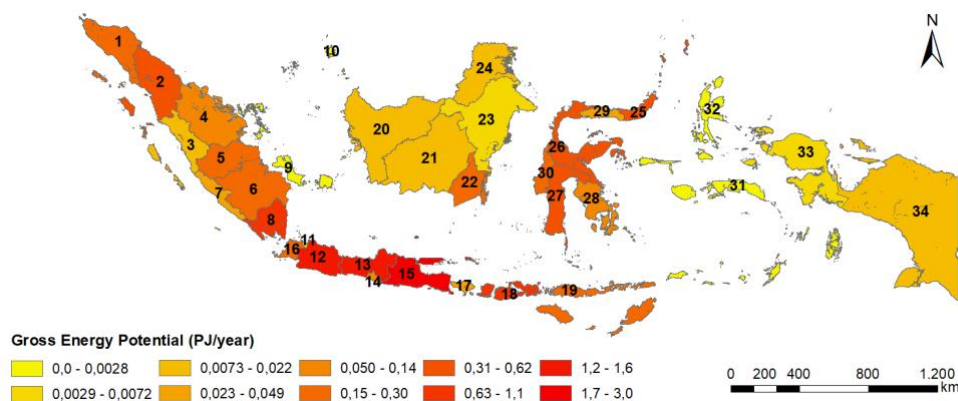 N
10
1
2
24
4
32
29 25
23
20
3
26
33
5
21
9
30
6
22
7
27
28
31
34
8
11
16
12
13
15
14
17
18
19
Gross Energy Potential (PJ/year)
0,0 - 0,0028
0,0073 - 0,022
0,050 - 0,14
0,31 - 0,62
1,2 - 1,6
0,0029 - 0,0072
0,023 - 0,049
0,15 - 0,30
0,63 - 1,1
1,7 - 3,0
0 200 400 800 1.200
km